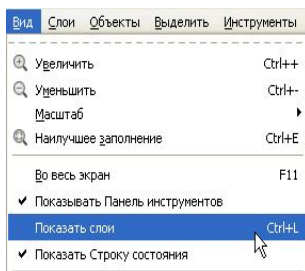 Вид Слои Объекты Выделить Инструменты
Увеличить Ctrl++
Уменьшить Ctrl+-
Масштаб
Наилучшее заполнение Ctrl+E
Во весь экран F11
Показывать Панель инструментов
Показать слои Ctrl+L
Показать Строку состояния